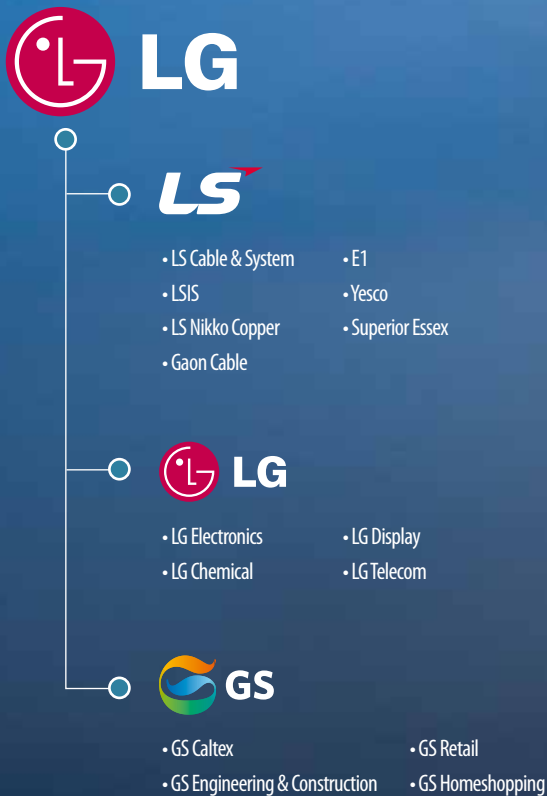 LG
LS
• LS Cable & System
• E1
• LSIS
• Yesco
• LS Nikko Copper
• Superior Essex
• Gaon Cable
LG
• LG Electronics
• LG Display
• LG Chemical
• LG Telecom
GS
• GS Caltex
• GS Retail
• GS Engineering & Construction
• GS Homeshopping